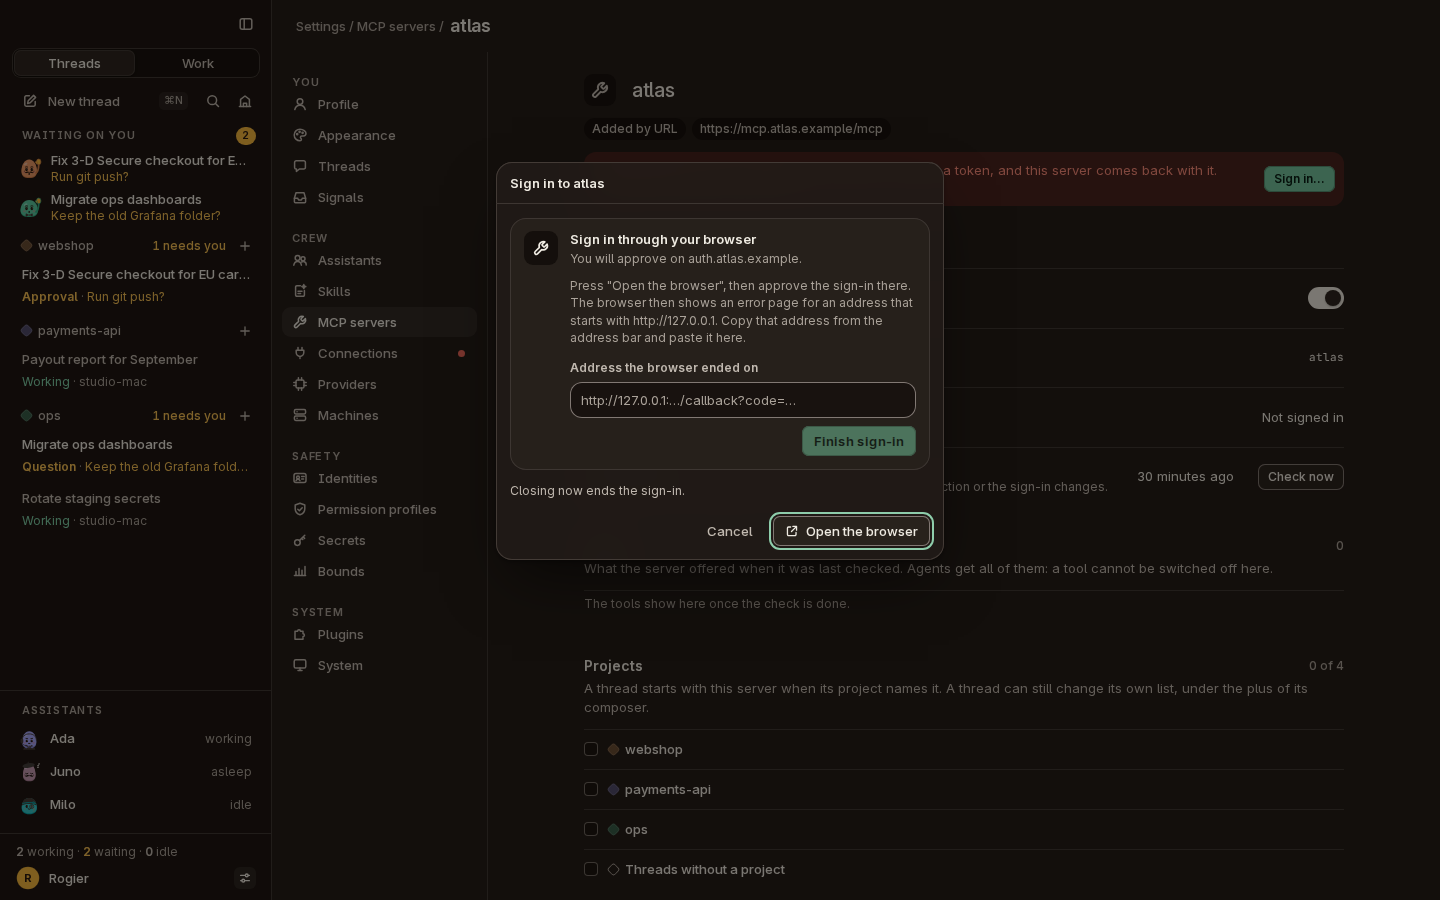 Settings / MCP servers / atlas
Threads
Work
New thread
⌘N
WAITING ON YOU
2
Fix 3-D Secure checkout for E...
Run git push?
Migrate ops dashboards
Keep the old Grafana folder?
webshop
1 needs you
Fix 3-D Secure checkout for EU car...
Approval · Run git push?
payments-api
Payout report for September
Working · studio-mac
ops
1 needs you
Migrate ops dashboards
Question · Keep the old Grafana fold...
Rotate staging secrets
Working · studio-mac
ASSISTANTS
Ada
working
Juno
asleep
Milo
idle
2 working · 2 waiting · 0 idle
R
Rogier
YOU
Profile
Appearance
Threads
Signals
CREW
Assistants
Skills
MCP servers
Connections
Providers
Machines
SAFETY
Identities
Permission profiles
Secrets
Bounds
SYSTEM
Plugins
System
atlas
Added by URL
https://mcp.atlas.example/mcp
a token, and this server comes back with it.
Sign in...
Sign in to atlas
Sign in through your browser
You will approve on auth.atlas.example.
Press "Open the browser", then approve the sign-in there.
The browser then shows an error page for an address that
starts with http://127.0.0.1. Copy that address from the
address bar and paste it here.
Address the browser ended on
http://127.0.0.1:.../callback?code=...
Finish sign-in
Closing now ends the sign-in.
Cancel
Open the browser
atlas
Not signed in
ction or the sign-in changes.
30 minutes ago
Check now
0
What the server offered when it was last checked. Agents get all of them: a tool cannot be switched off here.
The tools show here once the check is done.
Projects
0 of 4
A thread starts with this server when its project names it. A thread can still change its own list, under the plus of its
composer.
webshop
payments-api
ops
Threads without a project